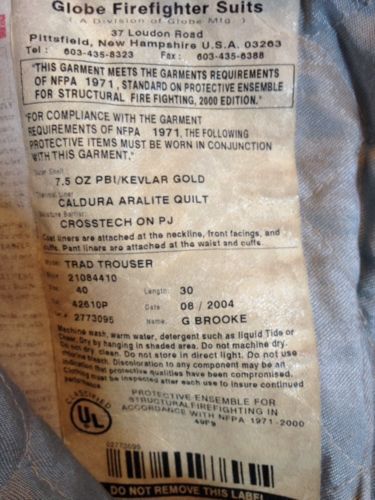 Globe Firefighter Suits
( A Division of Globe Mfg. )
37 Loudon Road
Pittsfield, New Hampshire U.S.A. 03263
Tel : 603-435-8323 Fax : 603-435-6388
"THIS GARMENT MEETS THE GARMENTS REQUIREMENTS
OF NFPA 1971, STANDARD ON PROTECTIVE ENSEMBLE
FOR STRUCTURAL FIRE FIGHTING, 2000 EDITION."
"FOR COMPLIANCE WITH THE GARMENT
REQUIREMENTS OF NFPA 1971, THE FOLLOWING
PROTECTIVE ITEMS MUST BE WORN IN CONJUNCTION
WITH THIS GARMENT."
Outer Shell:
7.5 OZ PBI/KEVLAR GOLD
Thermal Liner:
CALDURA ARALITE QUILT
Moisture Barrier:
CROSSTECH ON PJ
Coat liners are attached at the neckline, front facings, and
cuffs. Pant liners are attached at the waist and cuffs.
Model: TRAD TROUSER
21084410
Size: 40 Length: 30
42610P Date 08 / 2004
2773095 Name: G BROOKE
Machine wash, warm water, detergent such as liquid Tide or
Cheer. Dry by hanging in shaded area. Do not machine dry.
Do not dry clean. Do not store in direct light. Do not use
chlorine bleach. Discoloration to any component may be an
indication that protective qualities have been compromised.
Clothing must be inspected after each use to insure continued
performance.
CLASSIFIED
UL
PROTECTIVE ENSEMBLE FOR
STRUCTURAL FIREFIGHTING IN
ACCORDANCE WITH NFPA 1971-2000
49P9
02773095
DO NOT REMOVE THIS LABEL